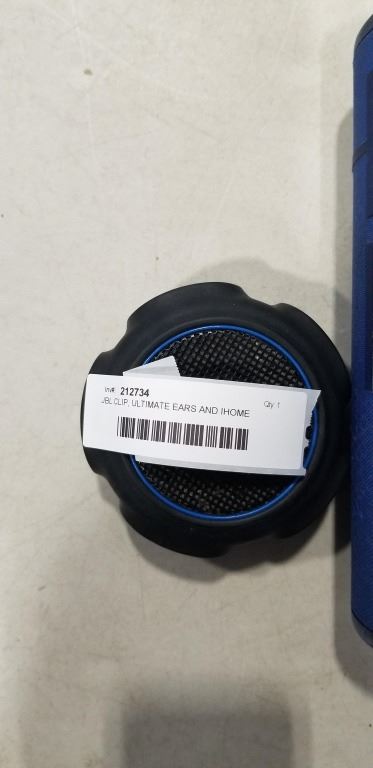 Inv#: 212734 Qty: 1
JBL CLIP, ULTIMATE EARS AND IHOME